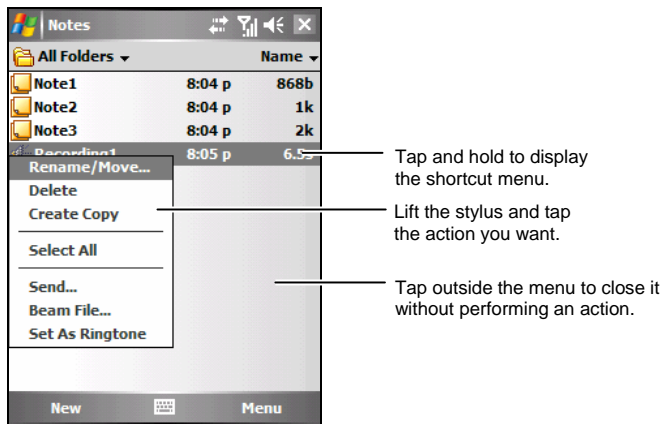 Notes
All Folders Name
Note1 8:04 p 868b
Note2 8:04 p 1k
Note3 8:04 p 2k
Recording1 8:05 p 6.5s
Rename/Move...
Delete
Create Copy
Select All
Send...
Beam File...
Set As Ringtone
New Menu
Tap and hold to display
the shortcut menu.
Lift the stylus and tap
the action you want.
Tap outside the menu to close it
without performing an action.